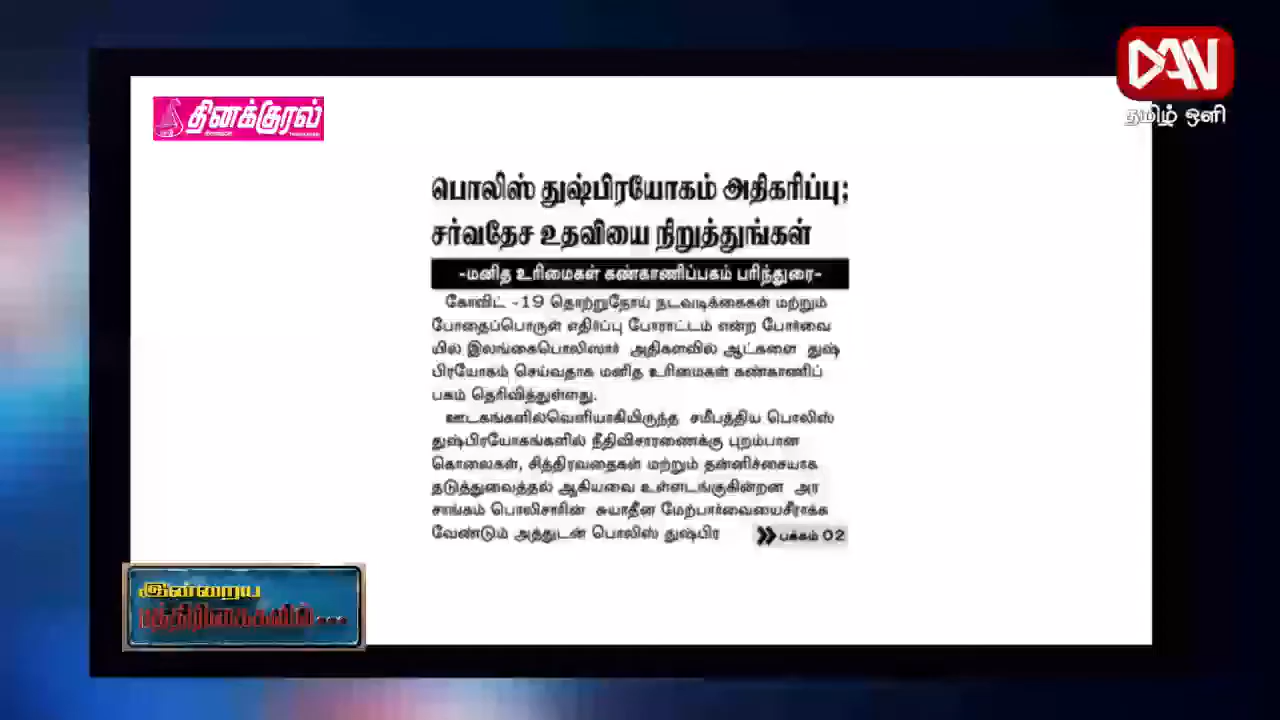 தினக்குரல்
DAN
தமிழ் ஒளி
பொலிஸ் துஷ்பிரயோகம் அதிகரிப்பு;
சர்வதேச உதவியை நிறுத்துங்கள்
-மனித உரிமைகள் கண்காணிப்பகம் பரிந்துரை-
கோவிட் -19 தொற்றுநோய் நடவடிக்கைகள் மற்றும்
போதைப்பொருள் எதிர்ப்பு போராட்டம் என்ற போர்வை
யில் இலங்கைபொலிஸார் அதிகளவில் ஆட்களை துஷ்
பிரயோகம் செய்வதாக மனித உரிமைகள் கண்காணிப்
பகம் தெரிவித்துள்ளது.
ஊடகங்களில்வெளியாகியிருந்த சமீபத்திய பொலிஸ்
துஷ்பிரயோகங்களில் நீதிவிசாரணைக்கு புறம்பான
கொலைகள், சித்திரவதைகள் மற்றும் தன்னிச்சையாக
தடுத்துவைத்தல் ஆகியவை உள்ளடங்குகின்றன அர
சாங்கம் பொலிசாரின் சுயாதீன மேற்பார்வையைசீராக்க
வேண்டும் அத்துடன் பொலிஸ் துஷ்பிர
பக்கம் 02
இன்றைய
பத்திரிகைகளில்...